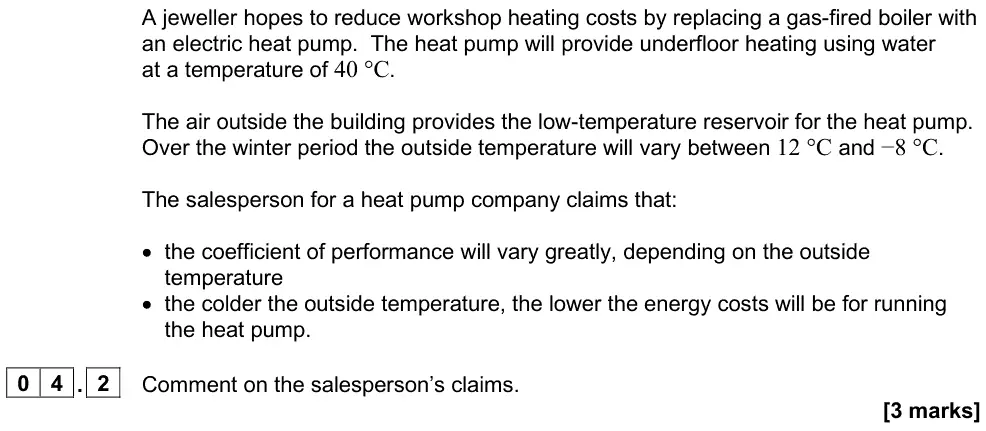 A jeweller hopes to reduce workshop heating costs by replacing a gas-fired boiler with
an electric heat pump. The heat pump will provide underfloor heating using water
at a temperature of 40 °C.
The air outside the building provides the low-temperature reservoir for the heat pump.
Over the winter period the outside temperature will vary between 12 °C and −8 °C.
The salesperson for a heat pump company claims that:
• the coefficient of performance will vary greatly, depending on the outside
temperature
• the colder the outside temperature, the lower the energy costs will be for running
the heat pump.
0 4 . 2 Comment on the salesperson’s claims.
[3 marks]